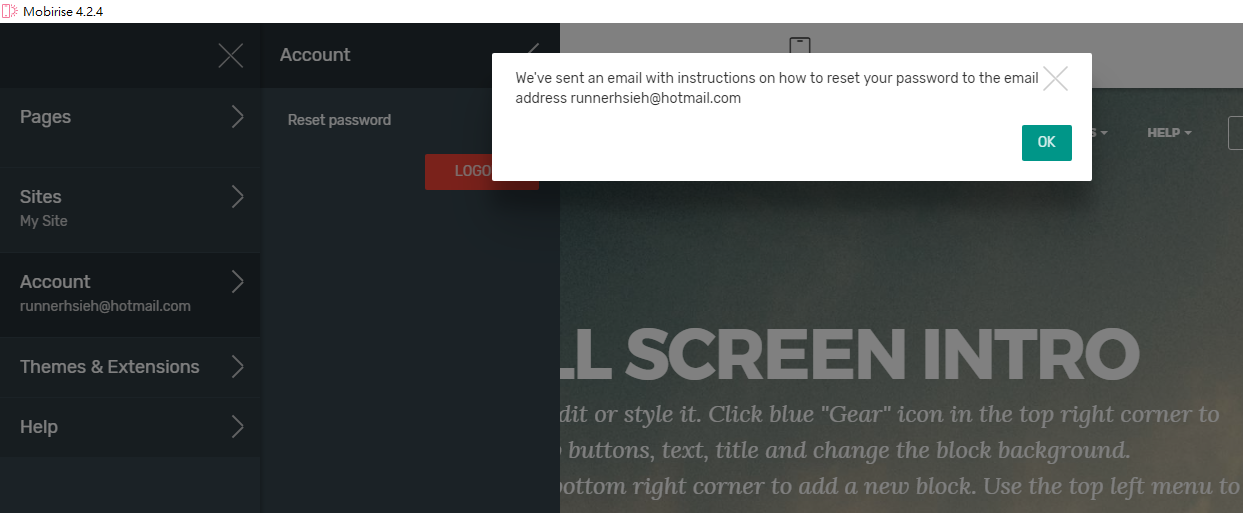 Mobirise 4.2.4
Account
We've sent an email with instructions on how to reset your password to the email
address runnerhsieh@hotmail.com
OK
Pages
Reset password
LOGO
HELP
Sites
My Site
Account
runnerhsieh@hotmail.com
Themes & Extensions
Help
LL SCREEN INTRO
dit or style it. Click blue "Gear" icon in the top right corner to
buttons, text, title and change the block background.
bottom right corner to add a new block. Use the top left menu to